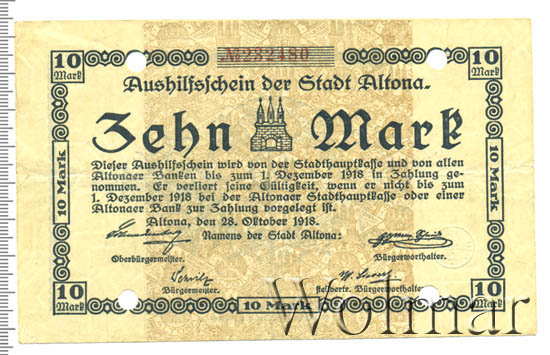 №232480
10 Mark
10 Mark
Aushilfsschein der Stadt Altona.
Zehn Mark
Dieser Aushilfsschein wird von der Stadthauptkasse und von allen
Altonaer Banken bis zum 1. Dezember 1918 in Zahlung ge-
nommen. Er verliert seine Gültigkeit, wenn er nicht bis zum
1. Dezember 1918 bei der Altonaer Stadthauptkasse oder einer
Altonaer Bank zur Zahlung vorgelegt ist.
Altona, den 28. Oktober 1918.
Namens der Stadt Altona:
Oberbürgermeister.
Bürgerworthalter.
Bürgermeister.
stellvertr. Bürgerworthalter.
10 Mark
10 Mark
10 Mark
10 Mark
10 Mark
Wolmar